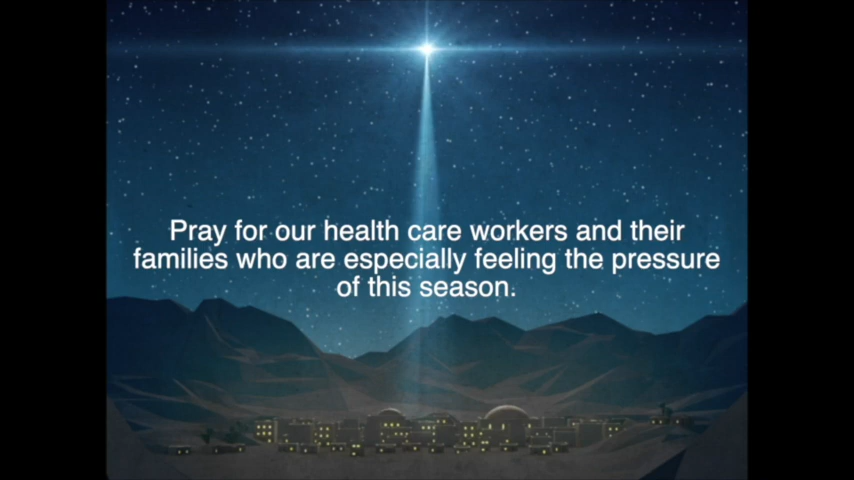 Pray for our health care workers and their
families who are especially feeling the pressure
of this season.